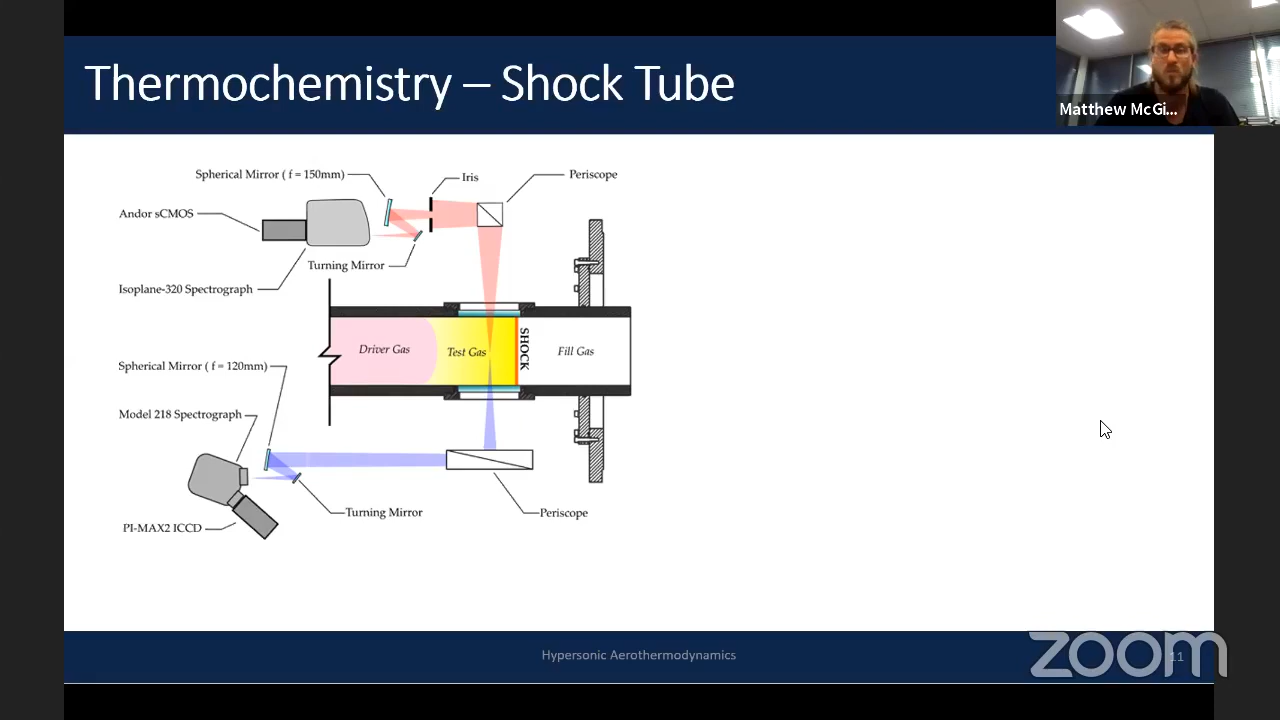 Thermochemistry – Shock Tube
Matthew McGi...
Spherical Mirror ( f = 150mm)
Iris
Periscope
Andor sCMOS
Turning Mirror
Isoplane-320 Spectrograph
Driver Gas
Test Gas
SHOCK
Fill Gas
Spherical Mirror ( f = 120mm)
Model 218 Spectrograph
Turning Mirror
Periscope
PI-MAX2 ICCD
Hypersonic Aerothermodynamics
11
zoom